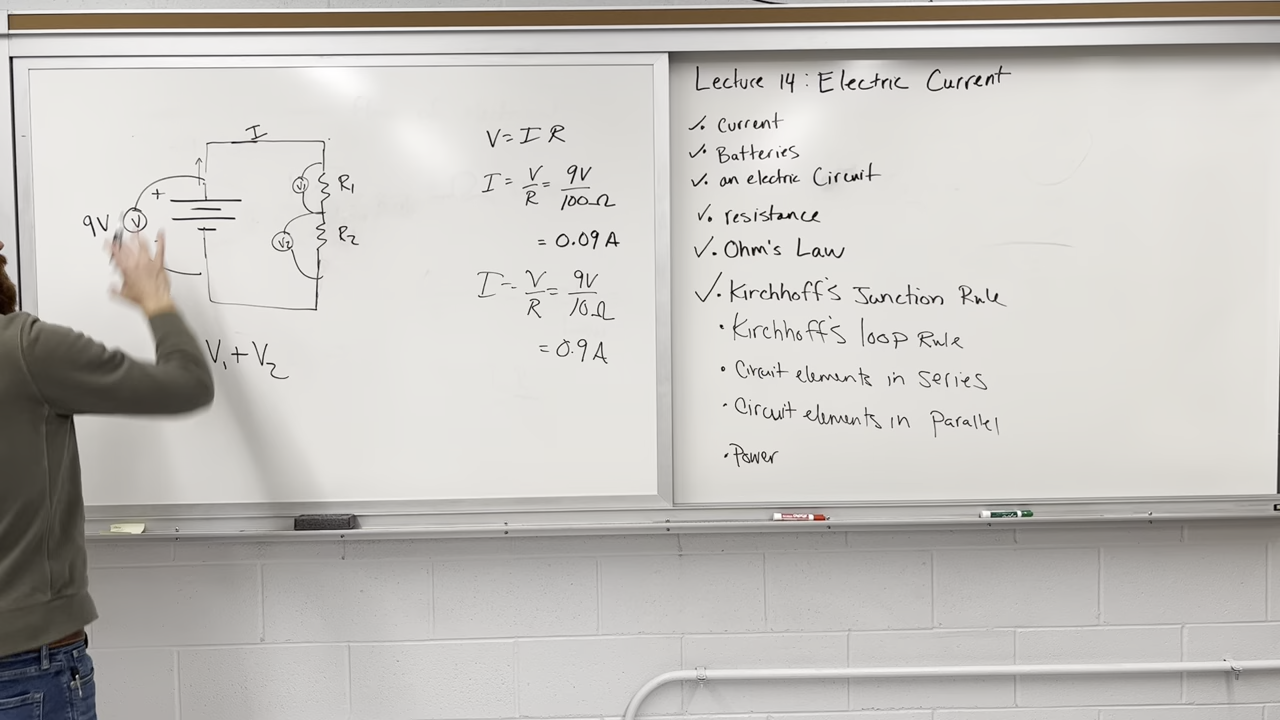 I
+
9V
V
-
V₁
R₁
V₂
R₂
V₁ + V₂
V = I R
I = V/R = 9V/100Ω
= 0.09 A
I = V/R = 9V/10Ω
= 0.9 A
Lecture 14: Electric Current
✓. Current
✓. Batteries
✓. an electric Circuit
✓. resistance
✓. Ohm's Law
✓. Kirchhoff's Junction Rule
• Kirchhoff's loop Rule
• Circuit elements in series
• Circuit elements in Parallel
• Power